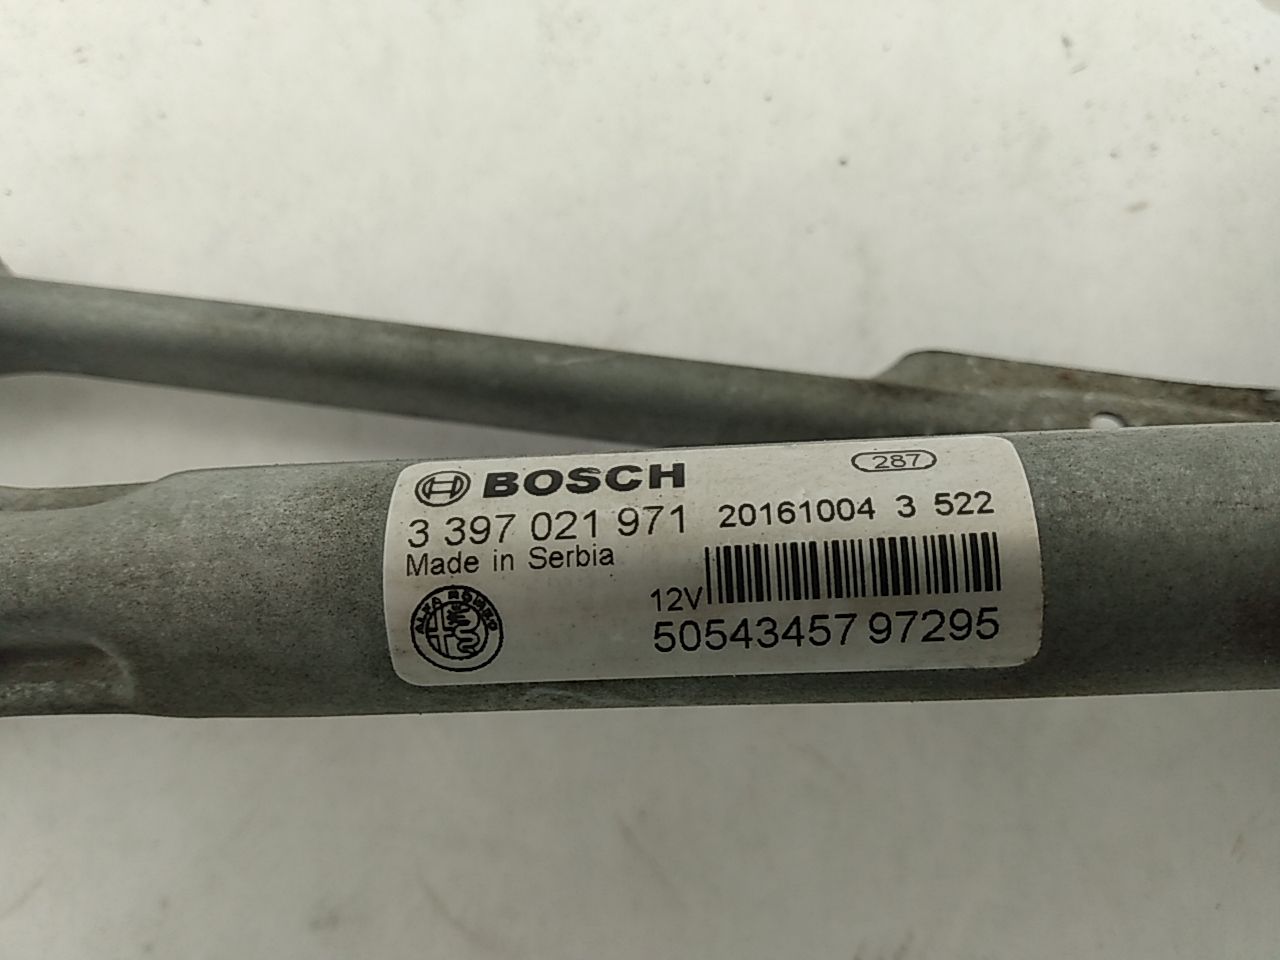 BOSCH 287
3 397 021 971 20161004 3 522
Made in Serbia
12V
ALFA ROMEO
50543457 97295